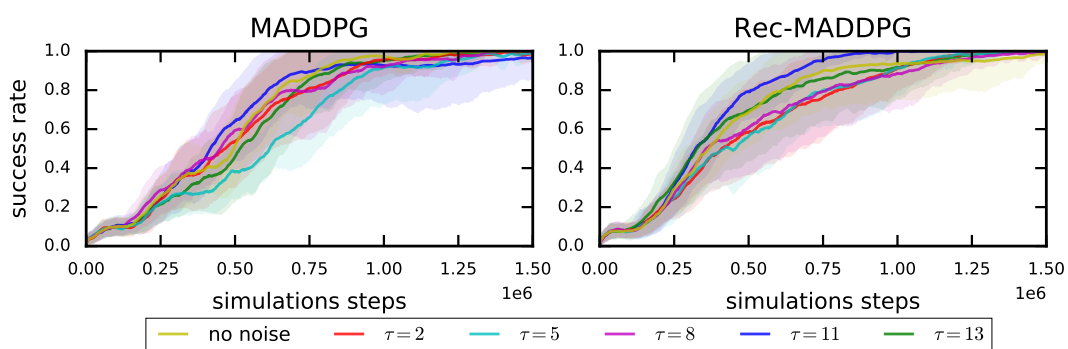 MADDPG
Rec-MADDPG
success rate
1.0
0.8
0.6
0.4
0.2
0.0
0.00 0.25 0.50 0.75 1.00 1.25 1.50
1e6
simulations steps
1.0
0.8
0.6
0.4
0.2
0.0
0.00 0.25 0.50 0.75 1.00 1.25 1.50
1e6
simulations steps
no noise τ=2 τ=5 τ=8 τ=11 τ=13